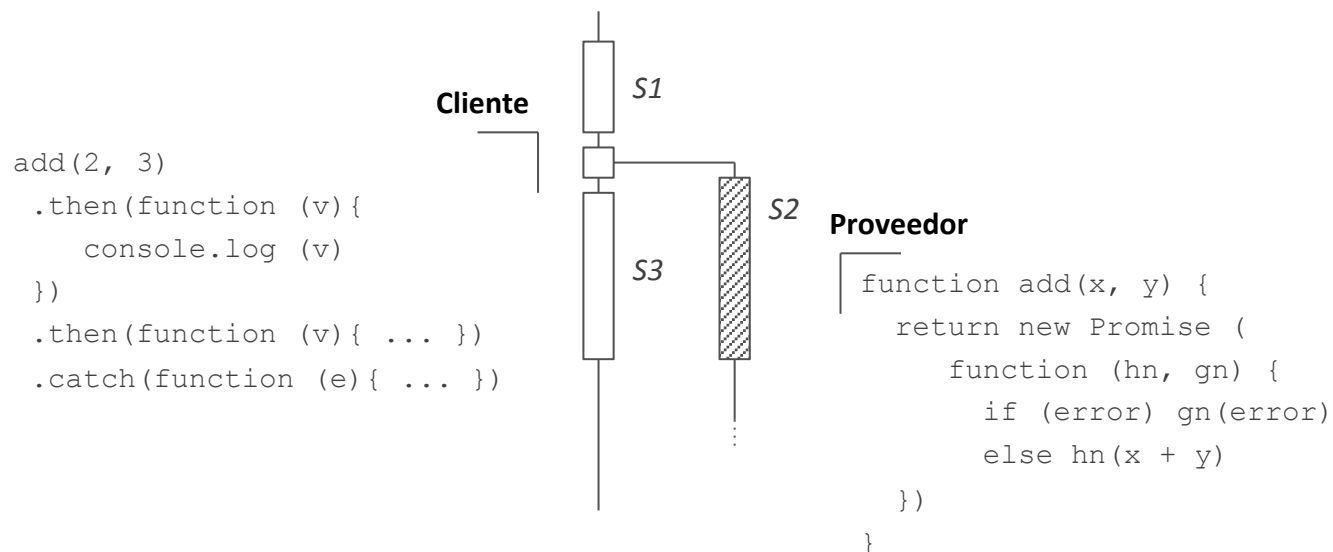 Cliente
add(2, 3)
.then(function (v){
console.log (v)
})
.then(function (v){ ... })
.catch(function (e){ ... })
S1
S2
S3
Proveedor
function add(x, y) {
return new Promise (
function (hn, gn) {
if (error) gn(error)
else hn(x + y)
})
}